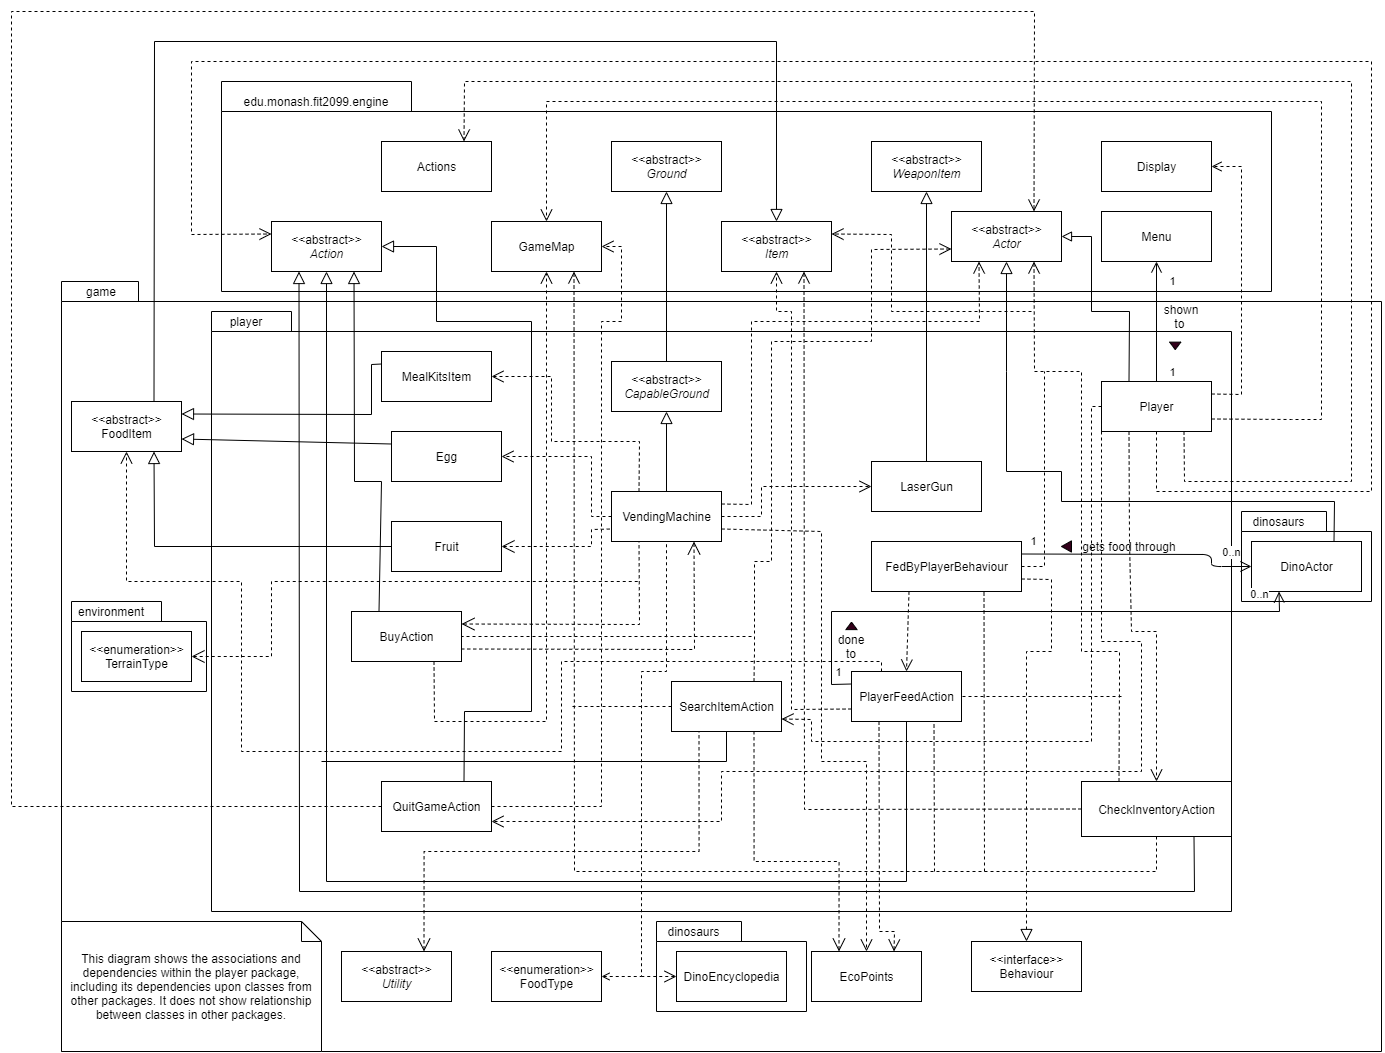 edu.monash.fit2099.engine
Actions
<<abstract>>
Ground
<<abstract>>
WeaponItem
Display
<<abstract>>
Action
GameMap
<<abstract>>
Item
<<abstract>>
Actor
Menu
game
1
player
shown
to
MealKitsItem
<<abstract>>
CapableGround
1
Player
<<abstract>>
FoodItem
Egg
LaserGun
VendingMachine
dinosaurs
Fruit
1
gets food through
0..n
FedByPlayerBehaviour
DinoActor
0..n
environment
<<enumeration>>
TerrainType
BuyAction
done
to
1
SearchItemAction
PlayerFeedAction
QuitGameAction
CheckInventoryAction
dinosaurs
This diagram shows the associations and
dependencies within the player package,
including its dependencies upon classes from
other packages. It does not show relationship
between classes in other packages.
<<abstract>>
Utility
<<enumeration>>
FoodType
DinoEncyclopedia
EcoPoints
<<interface>>
Behaviour